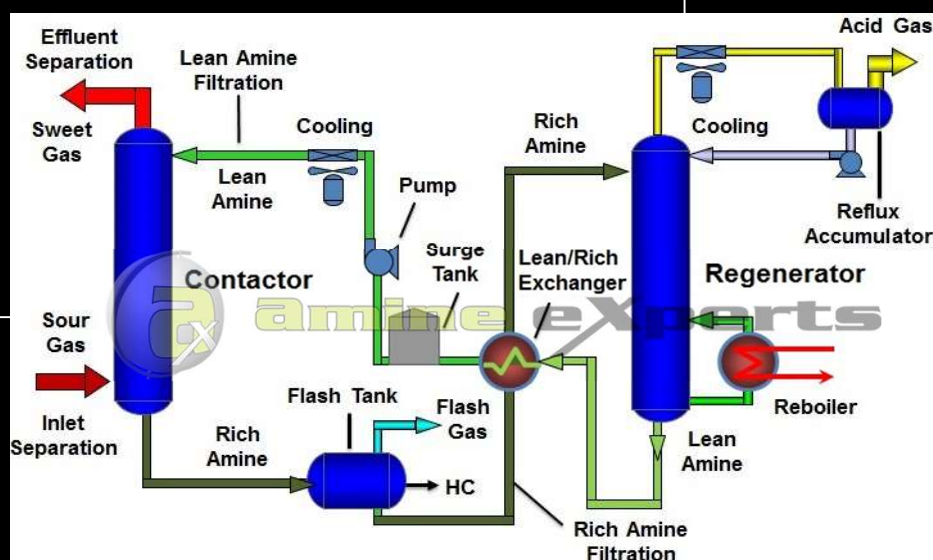 Effluent
Separation
Sweet
Gas
Lean Amine
Filtration
Lean
Amine
Cooling
Pump
Surge
Tank
Contactor
Sour
Gas
Inlet
Separation
Rich
Amine
Flash Tank
Flash
Gas
HC
Rich
Amine
Lean/Rich
Exchanger
Acid Gas
Cooling
Reflux
Accumulator
Regenerator
Reboiler
Lean
Amine
Rich Amine
Filtration
ax
amine eXperts